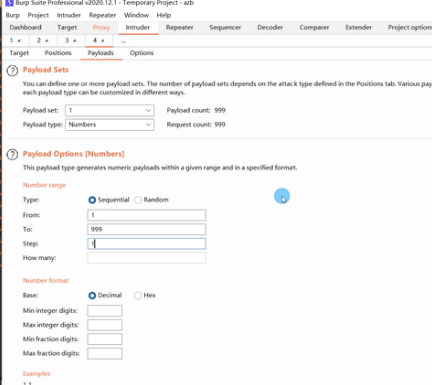 Burp Suite Professional v2020.12.1 - Temporary Project - azb
Burp Project Intruder Repeater Window Help
Dashboard Target Proxy Intruder Repeater Sequencer Decoder Comparer Extender Project options
1 × 2 × 3 × 4 × ...
Target Positions Payloads Options
? Payload Sets
You can define one or more payload sets. The number of payload sets depends on the attack type defined in the Positions tab. Various pay
each payload type can be customized in different ways.
Payload set: 1 Payload count: 999
Payload type: Numbers Request count: 999
? Payload Options [Numbers]
This payload type generates numeric payloads within a given range and in a specified format.
Number range
Type: Sequential Random
From: 1
To: 999
Step: 1
How many:
Number format
Base: Decimal Hex
Min integer digits:
Max integer digits:
Min fraction digits:
Max fraction digits:
Examples